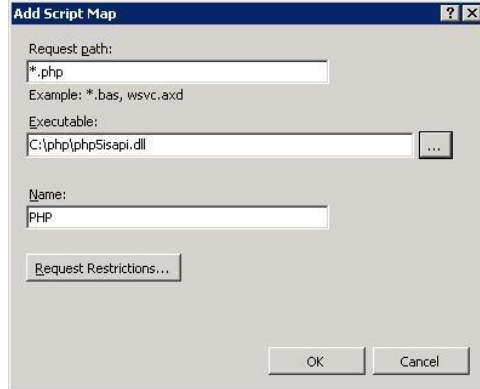 Add Script Map
Request path:
*.php
Example: *.bas, wsvc.axd
Executable:
C:\php\php5isapi.dll
...
Name:
PHP
Request Restrictions...
OK
Cancel